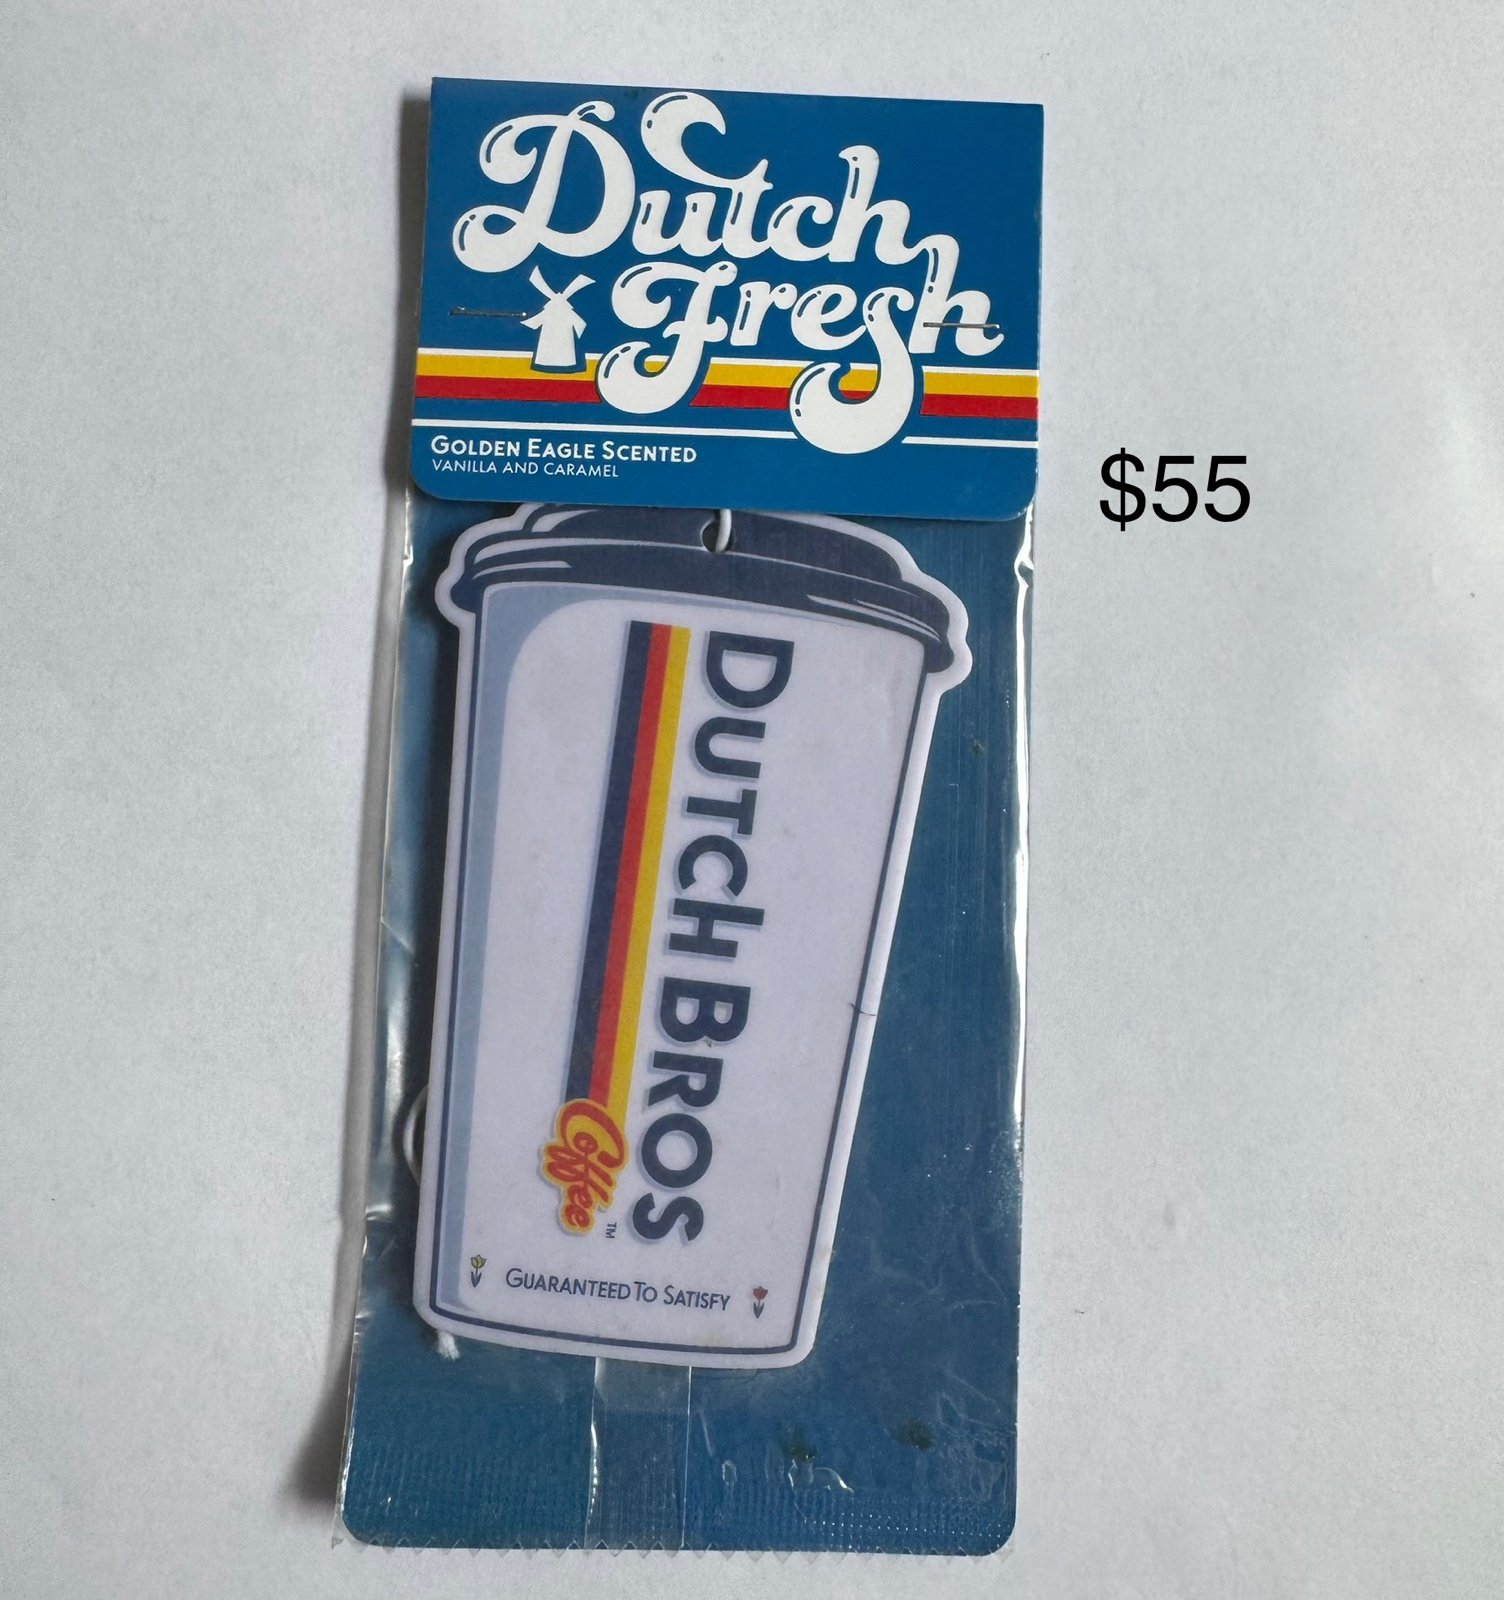 Dutch
Fresh
GOLDEN EAGLE SCENTED
VANILLA AND CARAMEL
$55
DUTCH BROS
Coffee
TM
GUARANTEED TO SATISFY